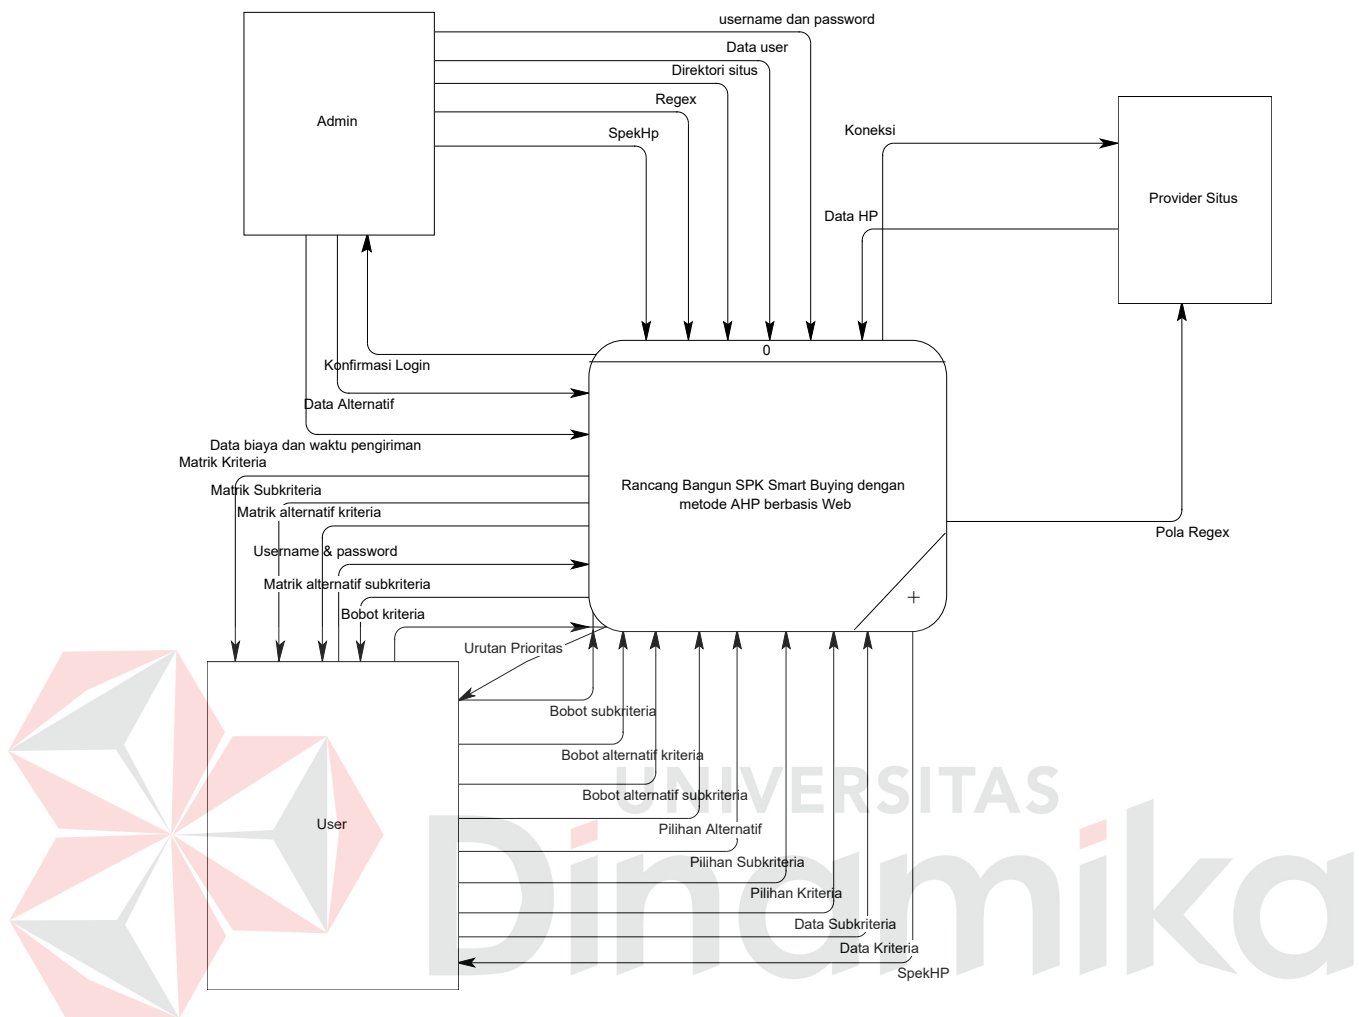 username dan password
Data user
Direktori situs
Regex
SpekHp
Admin
Koneksi
Provider Situs
Data HP
0
Konfirmasi Login
Data Alternatif
Data biaya dan waktu pengiriman
Matrik Kriteria
Matrik Subkriteria
Matrik alternatif kriteria
Rancang Bangun SPK Smart Buying dengan
metode AHP berbasis Web
Pola Regex
Username & password
Matrik alternatif subkriteria
Bobot kriteria
+
Urutan Prioritas
Bobot subkriteria
Bobot alternatif kriteria
Bobot alternatif subkriteria
User
Pilihan Alternatif
Pilihan Subkriteria
Pilihan Kriteria
Data Subkriteria
Data Kriteria
SpekHP
UNIVERSITAS
Dinamika